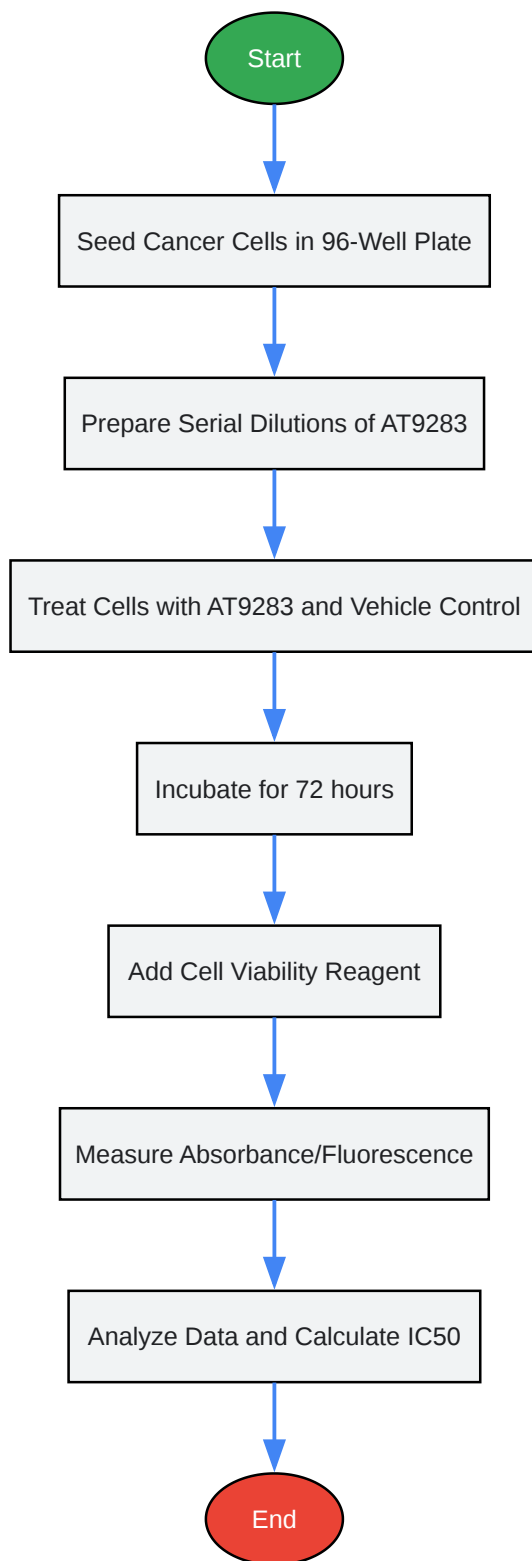 Start
Seed Cancer Cells in 96-Well Plate
Prepare Serial Dilutions of AT9283
Treat Cells with AT9283 and Vehicle Control
Incubate for 72 hours
Add Cell Viability Reagent
Measure Absorbance/Fluorescence
Analyze Data and Calculate IC50
End